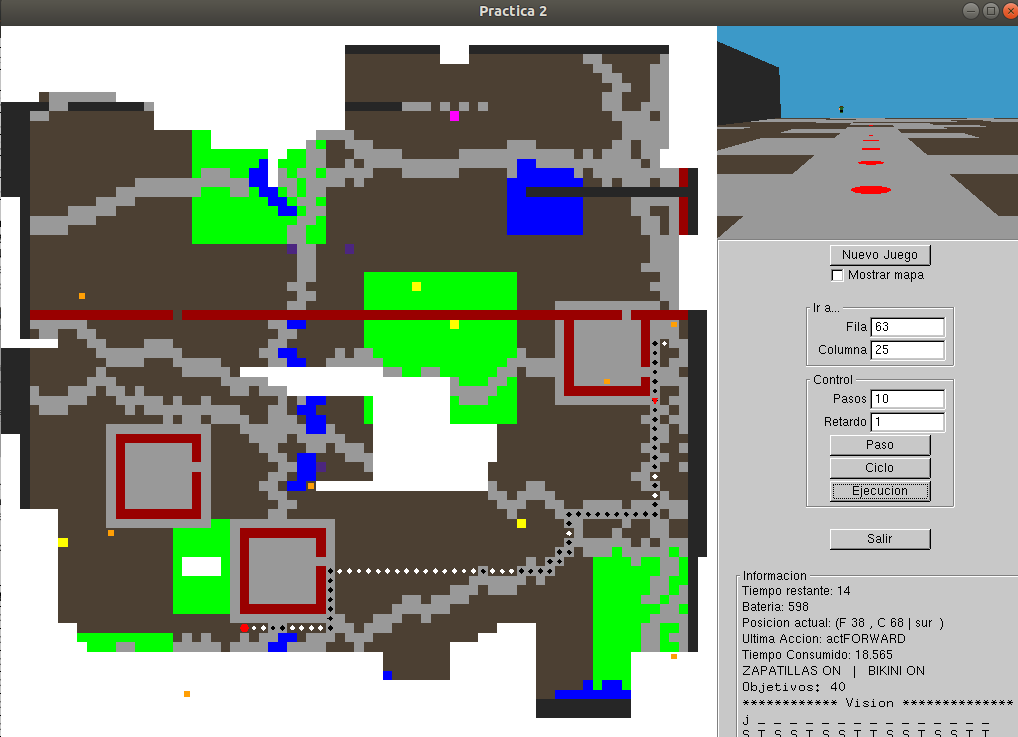 Practica 2
Nuevo Juego
Mostrar mapa
Ir a...
Fila 63
Columna 25
Control
Pasos 10
Retardo 1
Paso
Ciclo
Ejecucion
Salir
Informacion
Tiempo restante: 14
Bateria: 598
Posicion actual: (F 38 , C 68 | sur )
Ultima Accion: actFORWARD
Tiempo Consumido: 18.565
ZAPATILLAS ON | BIKINI ON
Objetivos: 40
************ Vision *************
j _ _ _ _ _ _ _ _ _ _ _ _ _ _ _
S T S S S S T S S T S S S S T T